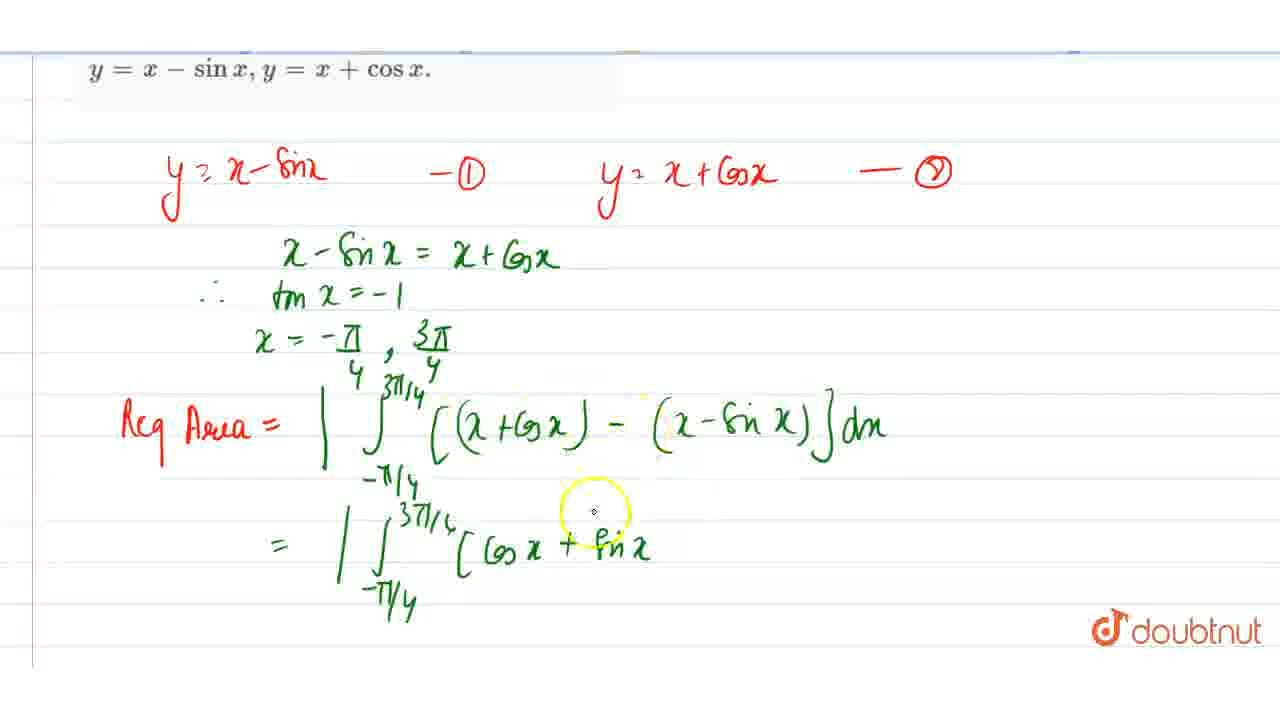 y = x − sin x, y = x + cos x.
y = x − sin x — ① y = x + cos x — ②
x − sin x = x + cos x
∴ tan x = −1
x = −π/4 , 3π/4
Req Area = | ∫_{−π/4}^{3π/4} [(x + cos x) − (x − sin x)] dx
= | ∫_{−π/4}^{3π/4} [cos x + sin x
doubtnut